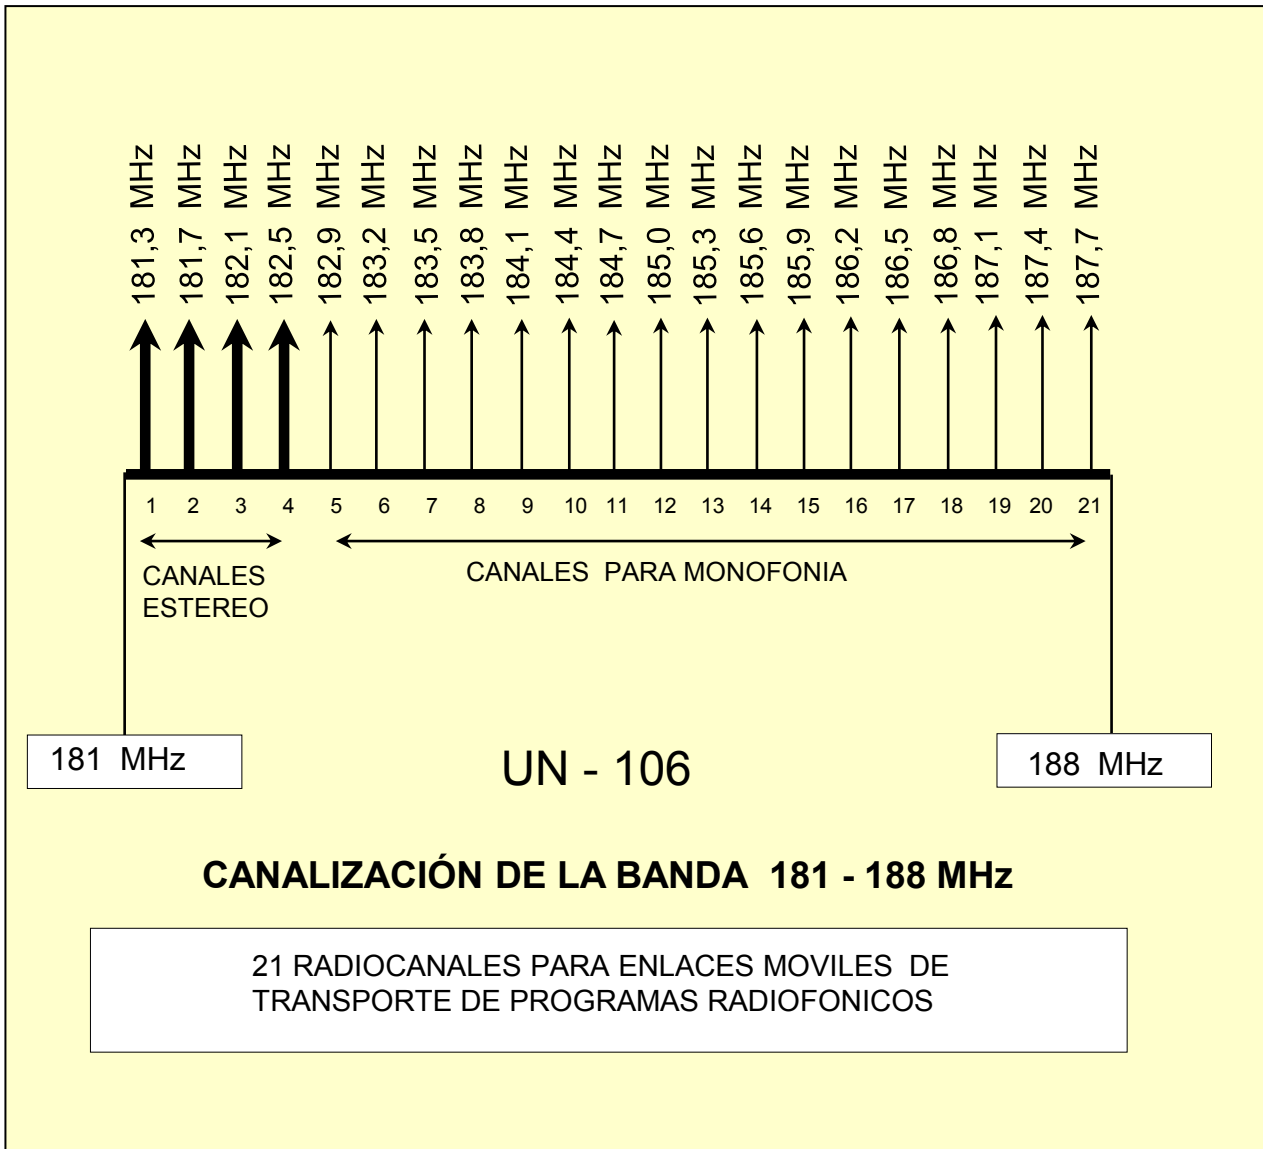 181,3 MHz
181,7 MHz
182,1 MHz
182,5 MHz
182,9 MHz
183,2 MHz
183,5 MHz
183,8 MHz
184,1 MHz
184,4 MHz
184,7 MHz
185,0 MHz
185,3 MHz
185,6 MHz
185,9 MHz
186,2 MHz
186,5 MHz
186,8 MHz
187,1 MHz
187,4 MHz
187,7 MHz
1 2 3 4 5 6 7 8 9 10 11 12 13 14 15 16 17 18 19 20 21
CANALES
ESTEREO
CANALES PARA MONOFONIA
181 MHz
UN - 106
188 MHz
CANALIZACIÓN DE LA BANDA 181 - 188 MHz
21 RADIOCANALES PARA ENLACES MOVILES DE
TRANSPORTE DE PROGRAMAS RADIOFONICOS